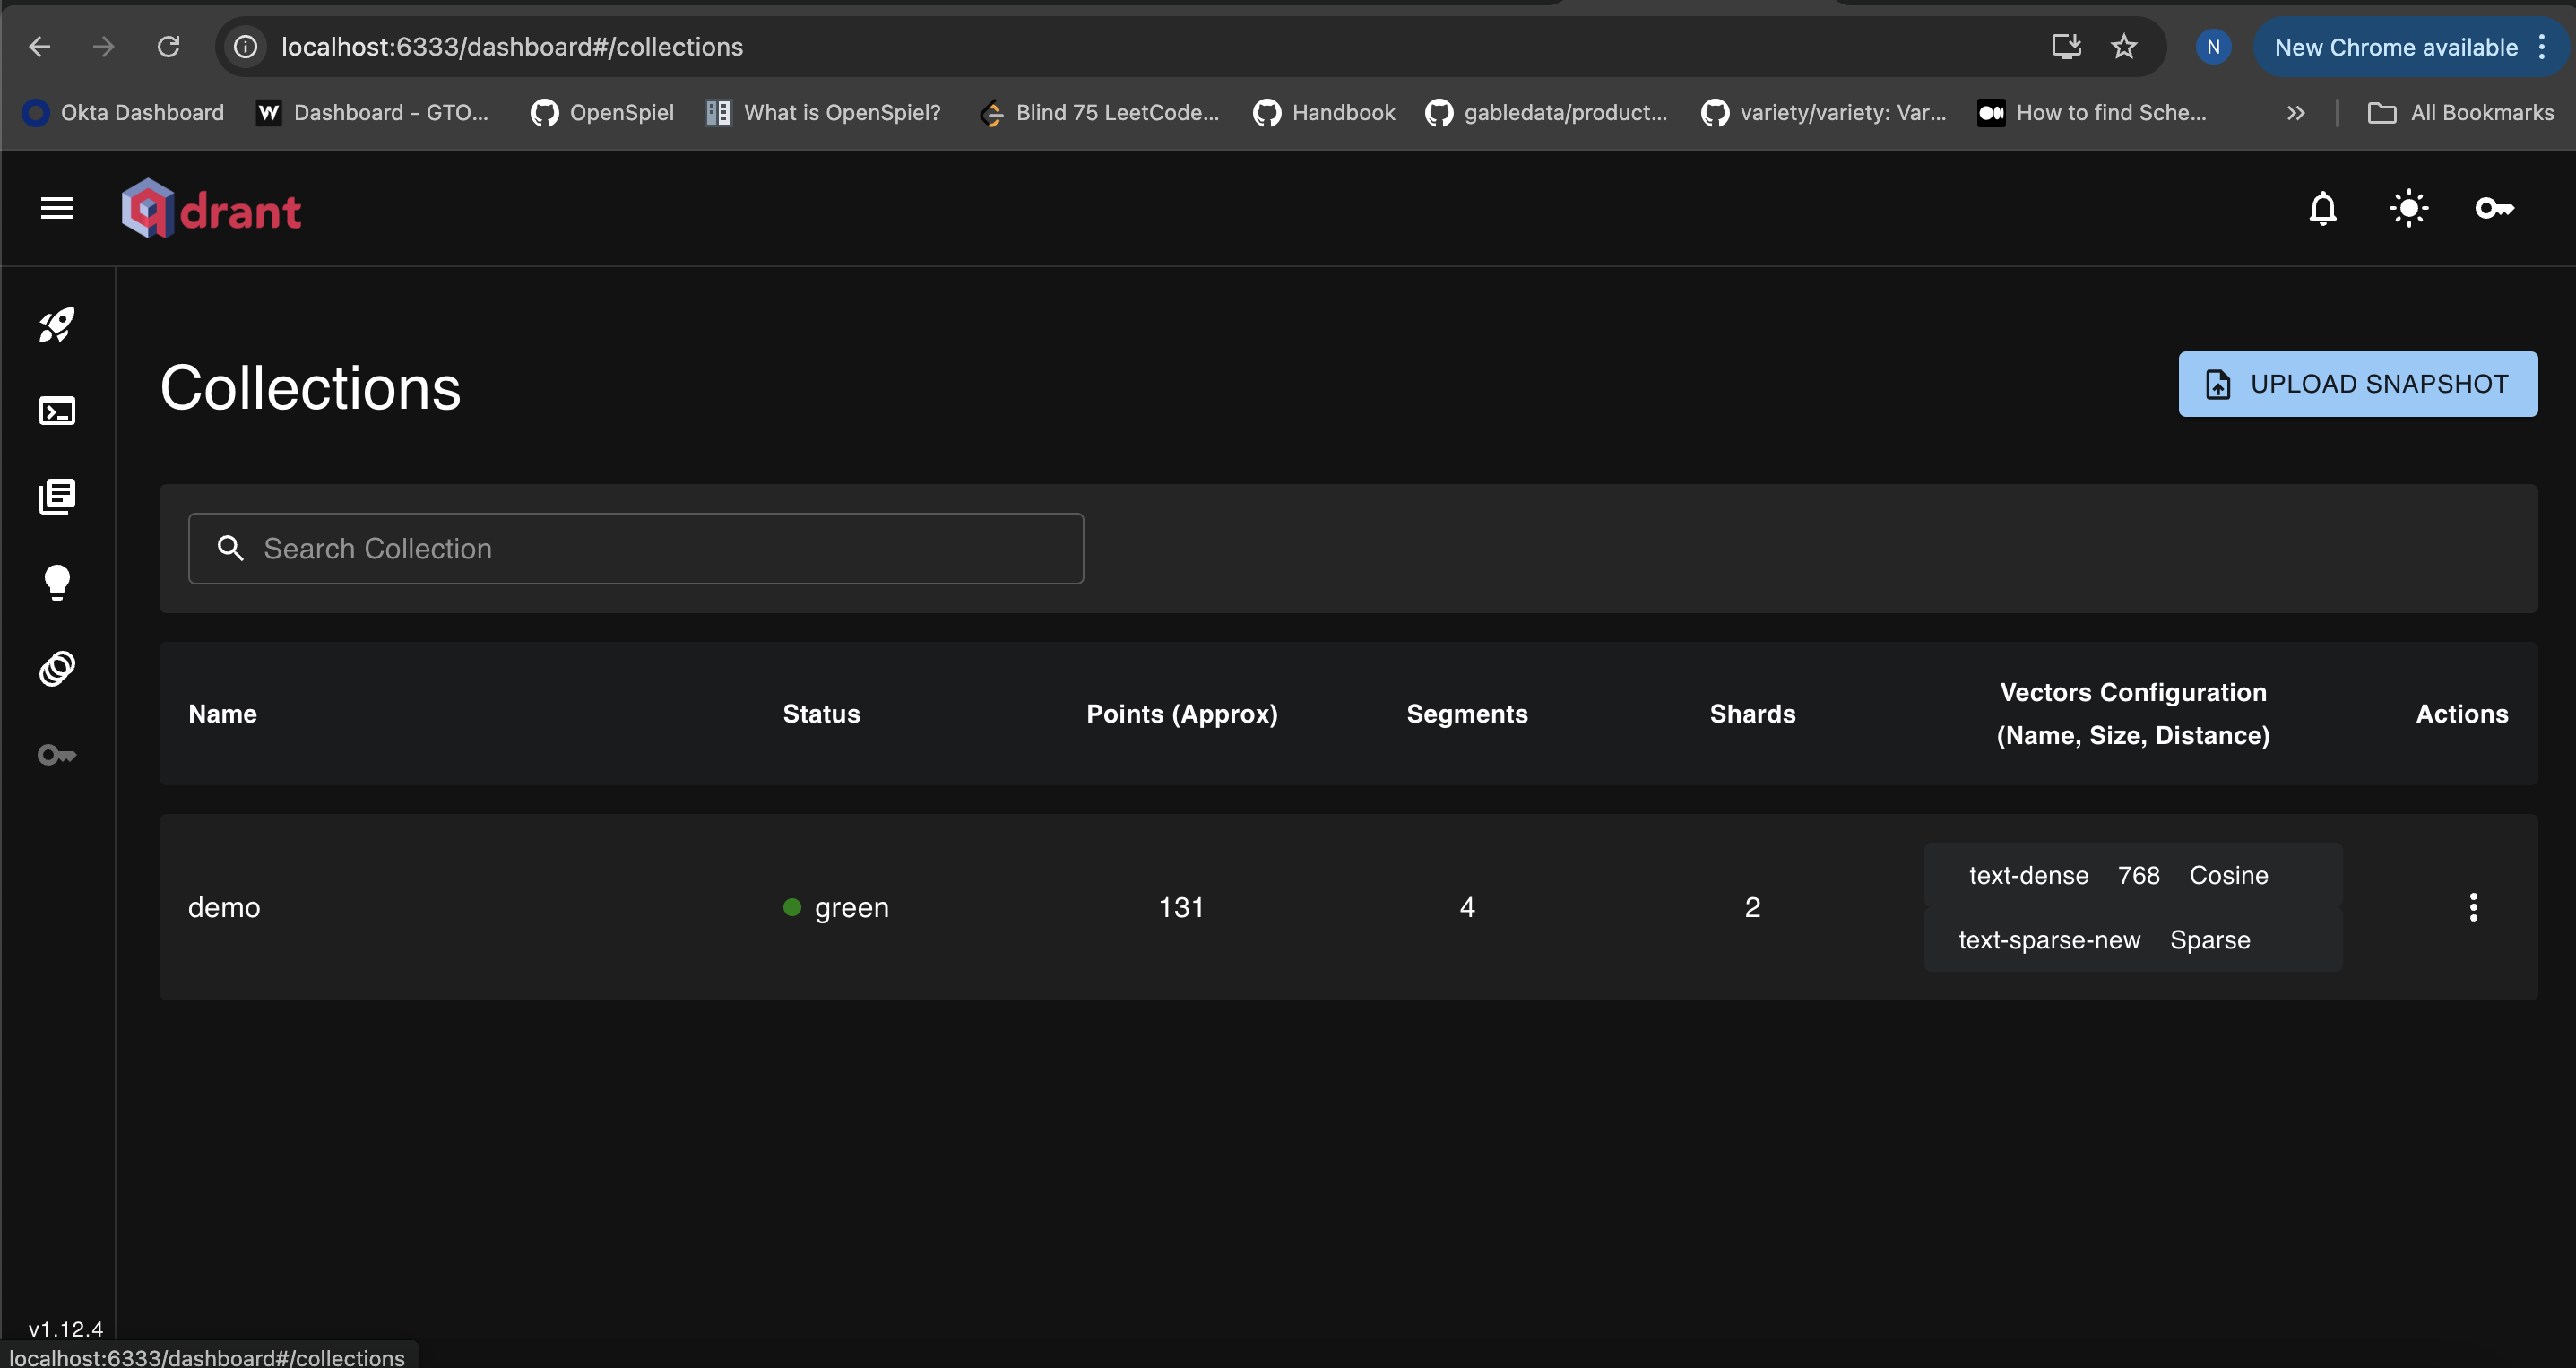 localhost:6333/dashboard#/collections
N
New Chrome available
Okta Dashboard
W Dashboard - GTO...
OpenSpiel
What is OpenSpiel?
Blind 75 LeetCode...
Handbook
gabledata/product...
variety/variety: Var...
How to find Sche...
All Bookmarks
qdrant
Collections
UPLOAD SNAPSHOT
Search Collection
Name
Status
Points (Approx)
Segments
Shards
Vectors Configuration
(Name, Size, Distance)
Actions
demo
green
131
4
2
text-dense 768 Cosine
text-sparse-new Sparse
v1.12.4
localhost:6333/dashboard#/collections